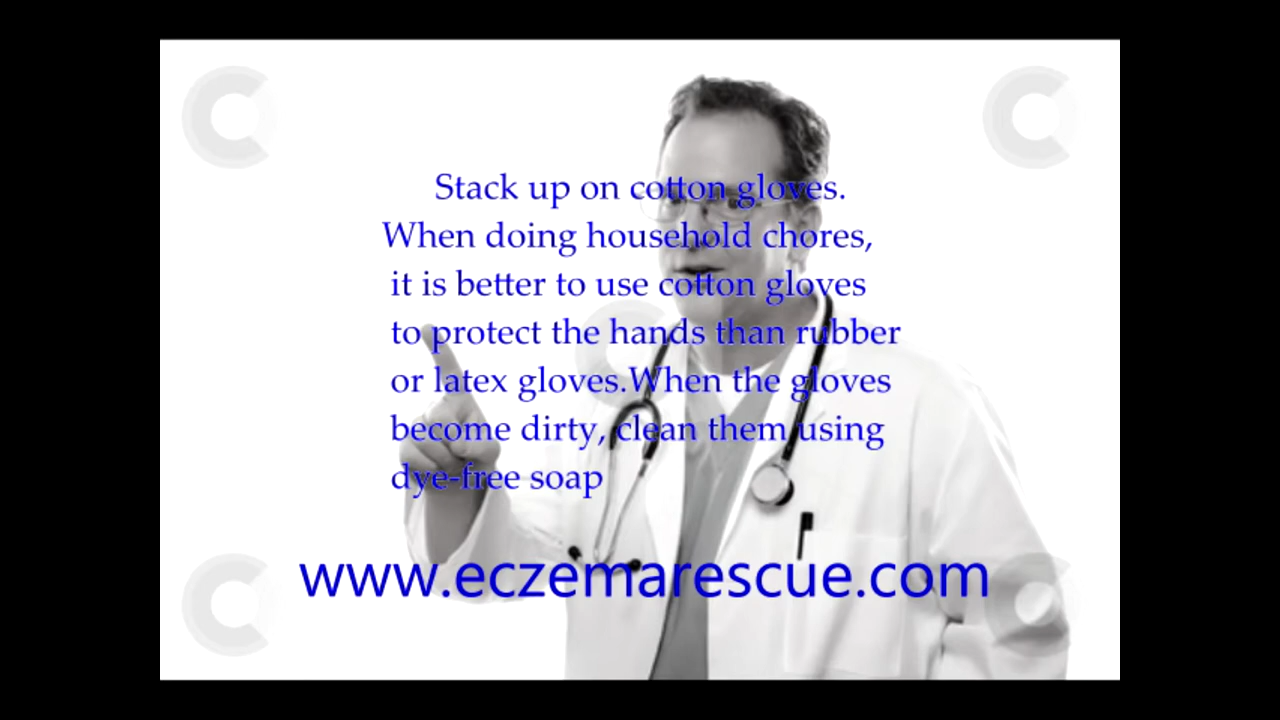 Stack up on cotton gloves.
When doing household chores,
it is better to use cotton gloves
to protect the hands than rubber
or latex gloves.When the gloves
become dirty, clean them using
dye-free soap
www.eczemarescue.com